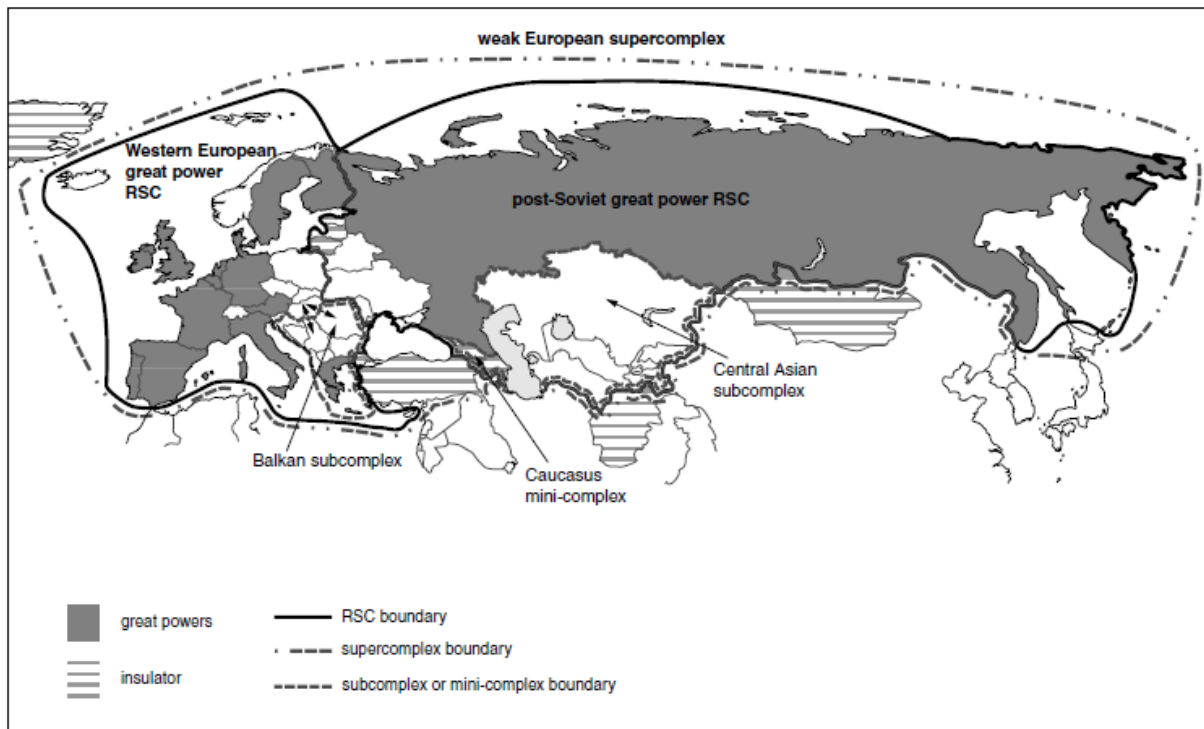 weak European supercomplex
Western European
great power
RSC
post-Soviet great power RSC
Central Asian
subcomplex
Balkan subcomplex
Caucasus
mini-complex
great powers
RSC boundary
supercomplex boundary
insulator
subcomplex or mini-complex boundary